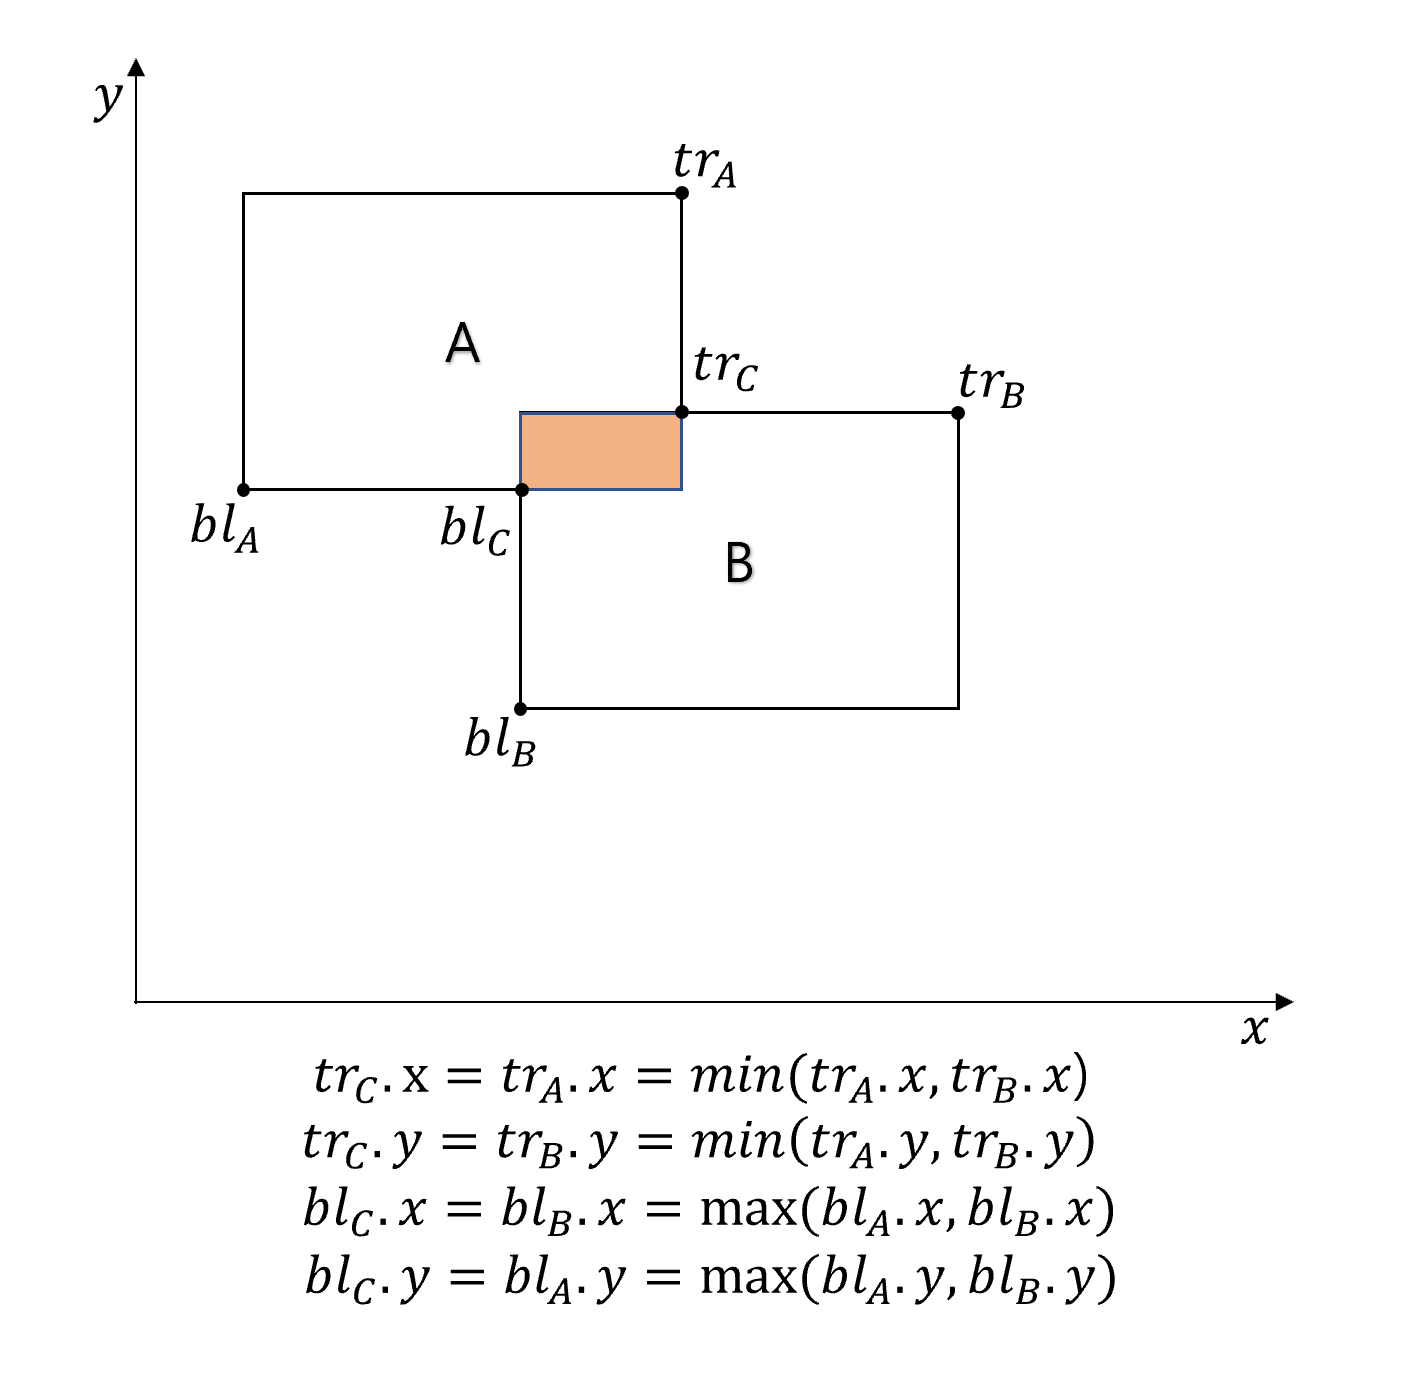 y
tr_A
A
tr_C
tr_B
bl_A
bl_C
B
bl_B
x
tr_C.x = tr_A.x = min(tr_A.x, tr_B.x)
tr_C.y = tr_B.y = min(tr_A.y, tr_B.y)
bl_C.x = bl_B.x = max(bl_A.x, bl_B.x)
bl_C.y = bl_A.y = max(bl_A.y, bl_B.y)